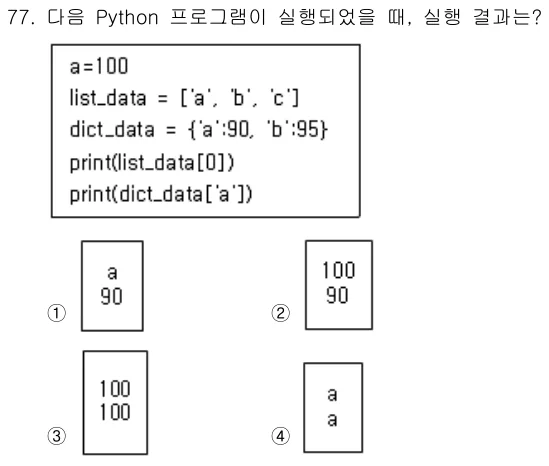 77. 다음 Python 프로그램이 실행되었을 때, 실행 결과는?
a=100
list_data = ['a', 'b', 'c']
dict_data = {'a':90, 'b':95}
print(list_data[0])
print(dict_data['a'])
① a
90
② 100
90
③ 100
100
④ a
a